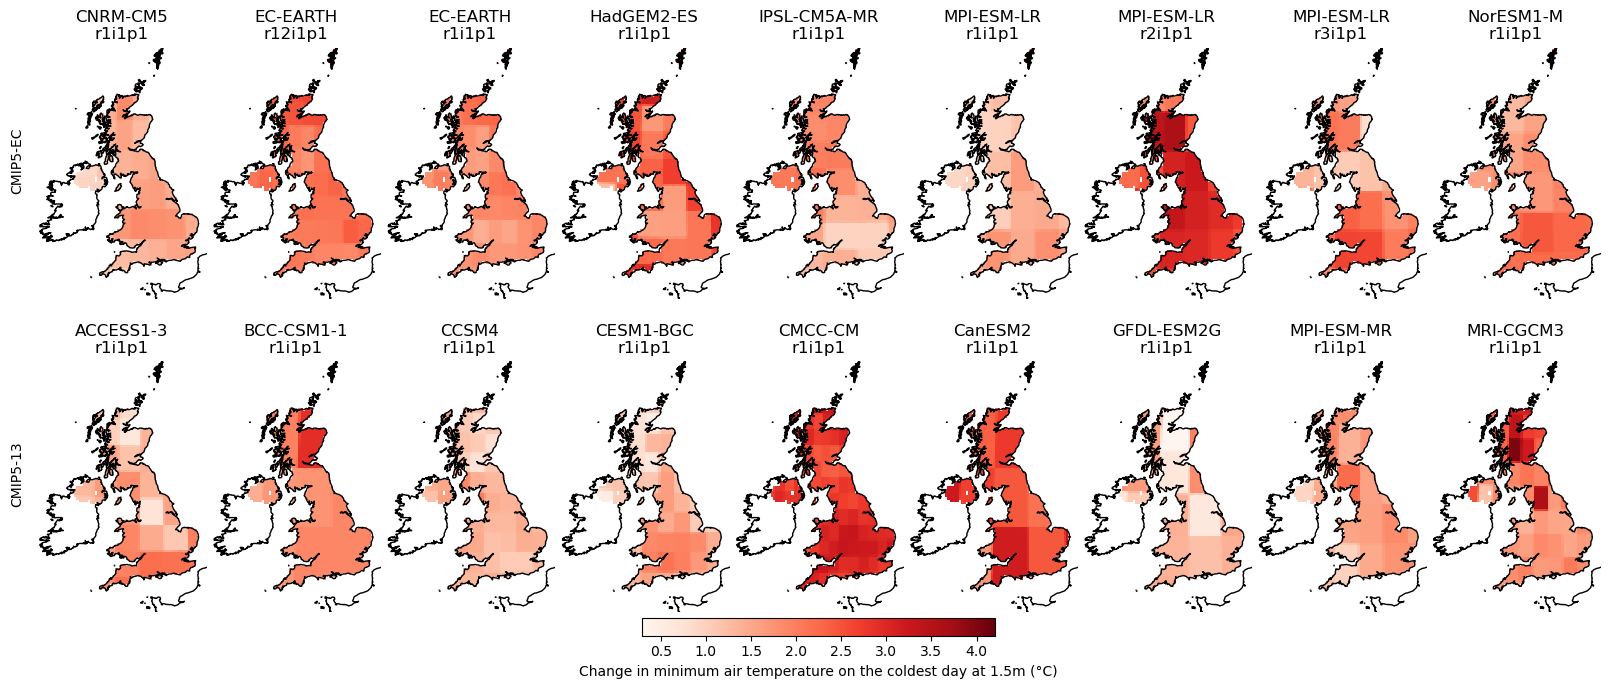 CNRM-CM5
r1i1p1
EC-EARTH
r12i1p1
EC-EARTH
r1i1p1
HadGEM2-ES
r1i1p1
IPSL-CM5A-MR
r1i1p1
MPI-ESM-LR
r1i1p1
MPI-ESM-LR
r2i1p1
MPI-ESM-LR
r3i1p1
NorESM1-M
r1i1p1
CMIP5-EC
ACCESS1-3
r1i1p1
BCC-CSM1-1
r1i1p1
CCSM4
r1i1p1
CESM1-BGC
r1i1p1
CMCC-CM
r1i1p1
CanESM2
r1i1p1
GFDL-ESM2G
r1i1p1
MPI-ESM-MR
r1i1p1
MRI-CGCM3
r1i1p1
CMIP5-13
0.5 1.0 1.5 2.0 2.5 3.0 3.5 4.0
Change in minimum air temperature on the coldest day at 1.5m (°C)